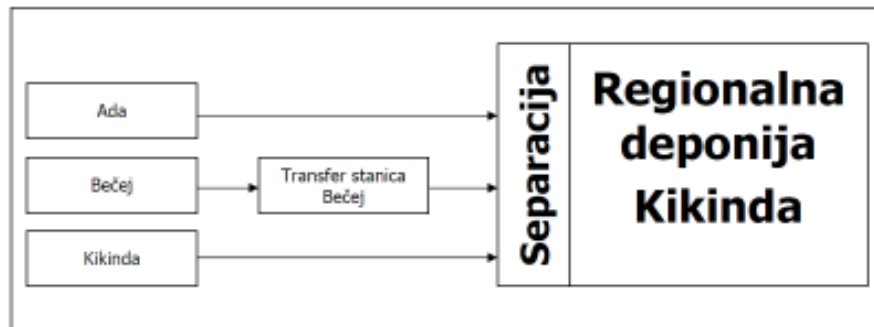 Ada
Bečej
Kikinda
Transfer stanica
Bečej
Separacija
Regionalna
deponija
Kikinda